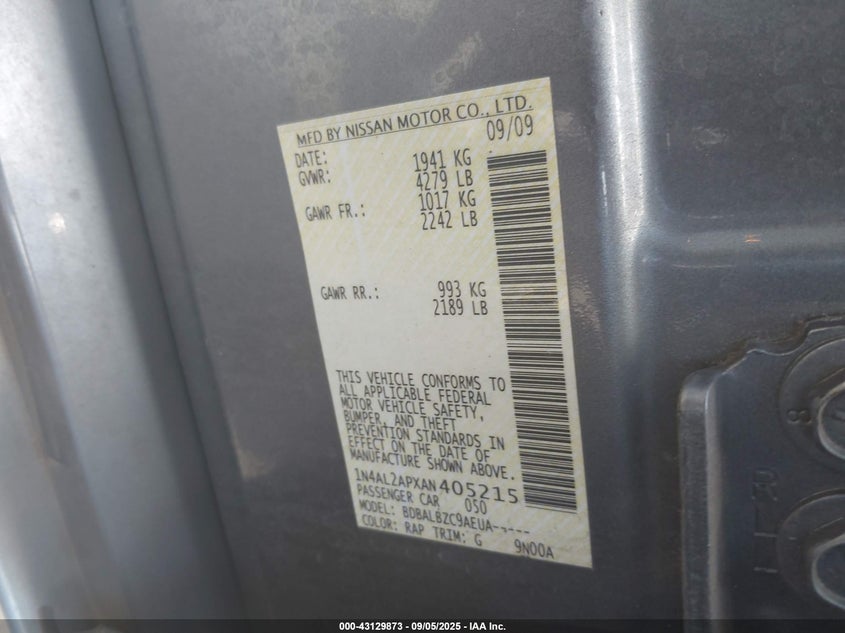 MFD BY NISSAN MOTOR CO., LTD.
DATE: 09/09
GVWR: 1941 KG
4279 LB
GAWR FR.: 1017 KG
2242 LB
GAWR RR.: 993 KG
2189 LB
THIS VEHICLE CONFORMS TO
ALL APPLICABLE FEDERAL
MOTOR VEHICLE SAFETY,
BUMPER, AND THEFT
PREVENTION STANDARDS IN
EFFECT ON THE DATE OF
MANUFACTURE SHOWN ABOVE.
1N4AL2APXAN405215
PASSENGER CAR 050
MODEL: BDBALBZC9AEUA-----
COLOR: RAP TRIM: G 9N00A
8
000-43129873 • 09/05/2025 • IAA Inc.